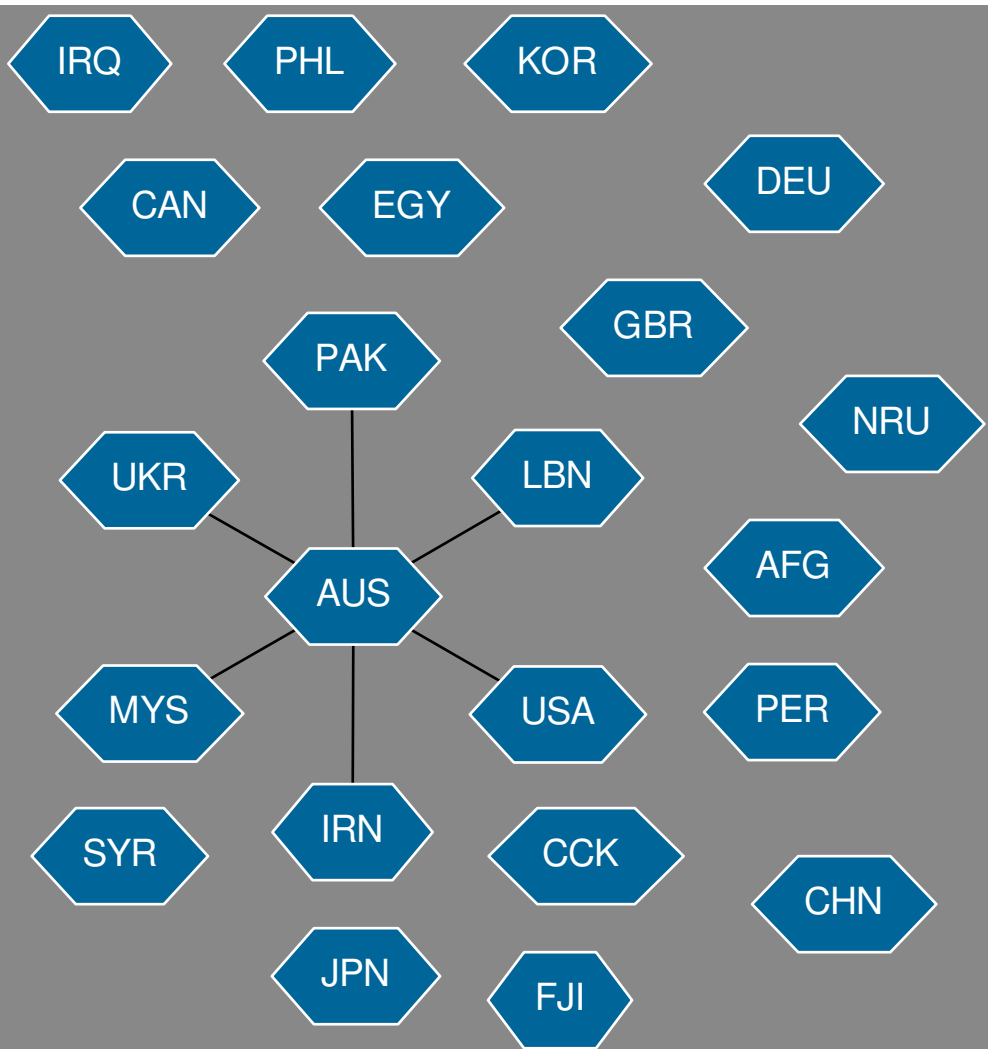 IRQ
PHL
KOR
DEU
CAN
EGY
GBR
PAK
NRU
UKR
LBN
AFG
AUS
MYS
USA
PER
IRN
SYR
CCK
CHN
JPN
FJI